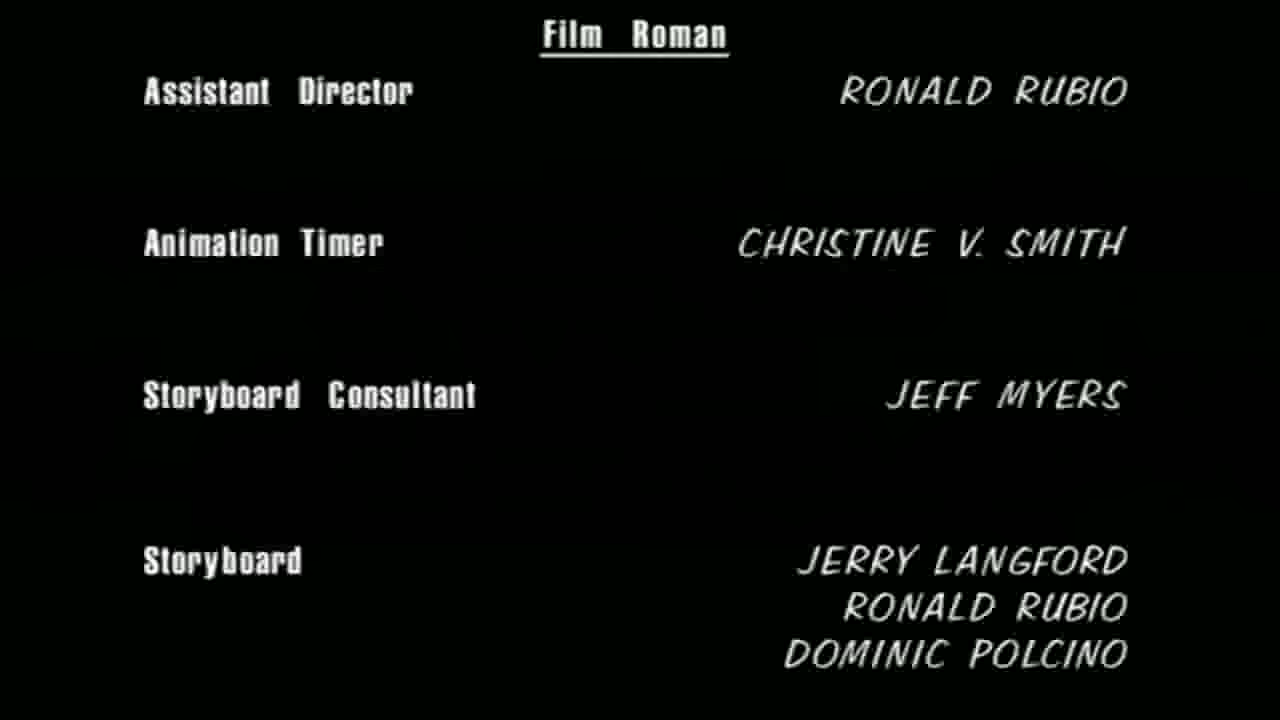 Film Roman
Assistant Director RONALD RUBIO
Animation Timer CHRISTINE V. SMITH
Storyboard Consultant JEFF MYERS
Storyboard JERRY LANGFORD
RONALD RUBIO
DOMINIC POLCINO